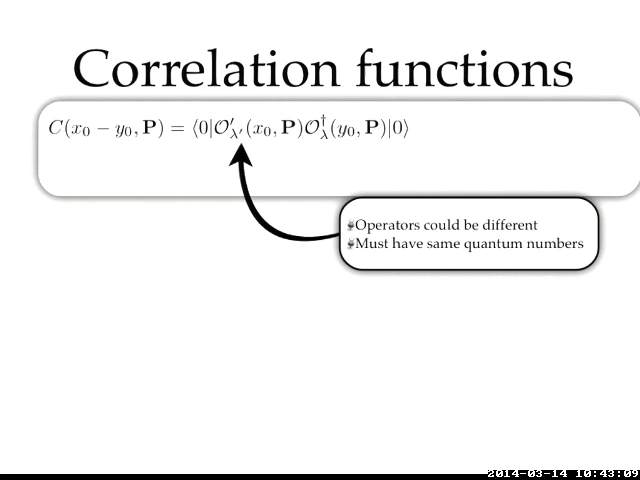 Correlation functions
C(x₀ − y₀, P) = ⟨0|𝒪′_λ′(x₀, P)𝒪†_λ(y₀, P)|0⟩
Operators could be different
Must have same quantum numbers
2014-03-14 10:43:09